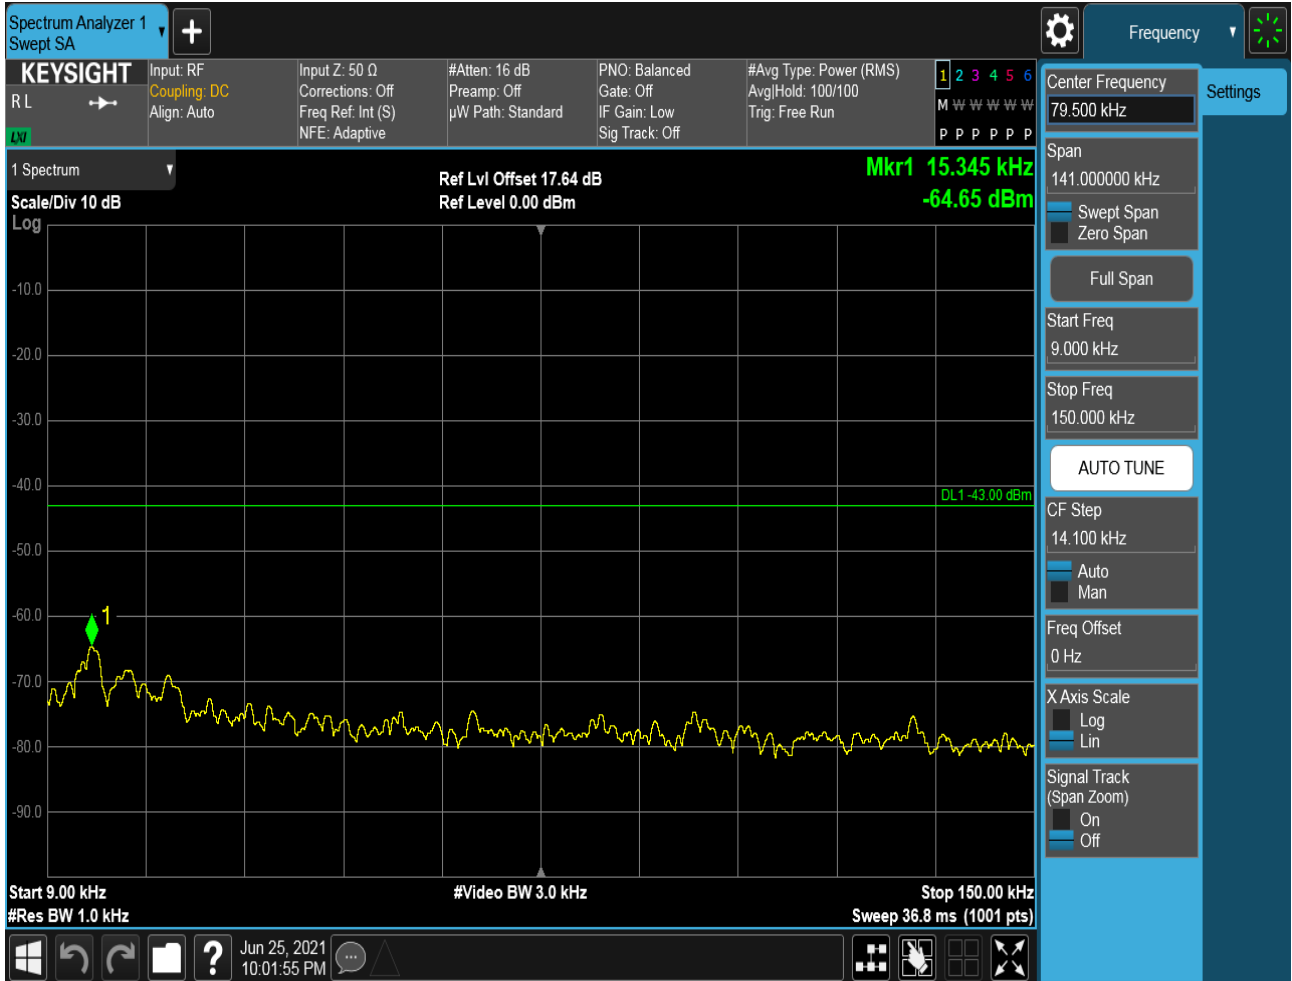 Spectrum Analyzer 1
Swept SA
+
Frequency
KEYSIGHT
R L
LXI
Input: RF
Coupling: DC
Align: Auto
Input Z: 50 Ω
Corrections: Off
Freq Ref: Int (S)
NFE: Adaptive
#Atten: 16 dB
Preamp: Off
µW Path: Standard
PNO: Balanced
Gate: Off
IF Gain: Low
Sig Track: Off
#Avg Type: Power (RMS)
Avg|Hold: 100/100
Trig: Free Run
1 2 3 4 5 6
M W W W W W
P P P P P P
Center Frequency
79.500 kHz
Settings
Span
141.000000 kHz
Swept Span
Zero Span
Full Span
Start Freq
9.000 kHz
Stop Freq
150.000 kHz
AUTO TUNE
CF Step
14.100 kHz
Auto
Man
Freq Offset
0 Hz
X Axis Scale
Log
Lin
Signal Track
(Span Zoom)
On
Off
1 Spectrum
Scale/Div 10 dB
Log
Ref Lvl Offset 17.64 dB
Ref Level 0.00 dBm
Mkr1 15.345 kHz
-64.65 dBm
-10.0
-20.0
-30.0
-40.0
DL1 -43.00 dBm
-50.0
-60.0
1
-70.0
-80.0
-90.0
Start 9.00 kHz
#Video BW 3.0 kHz
Stop 150.00 kHz
#Res BW 1.0 kHz
Sweep 36.8 ms (1001 pts)
?
Jun 25, 2021
10:01:55 PM